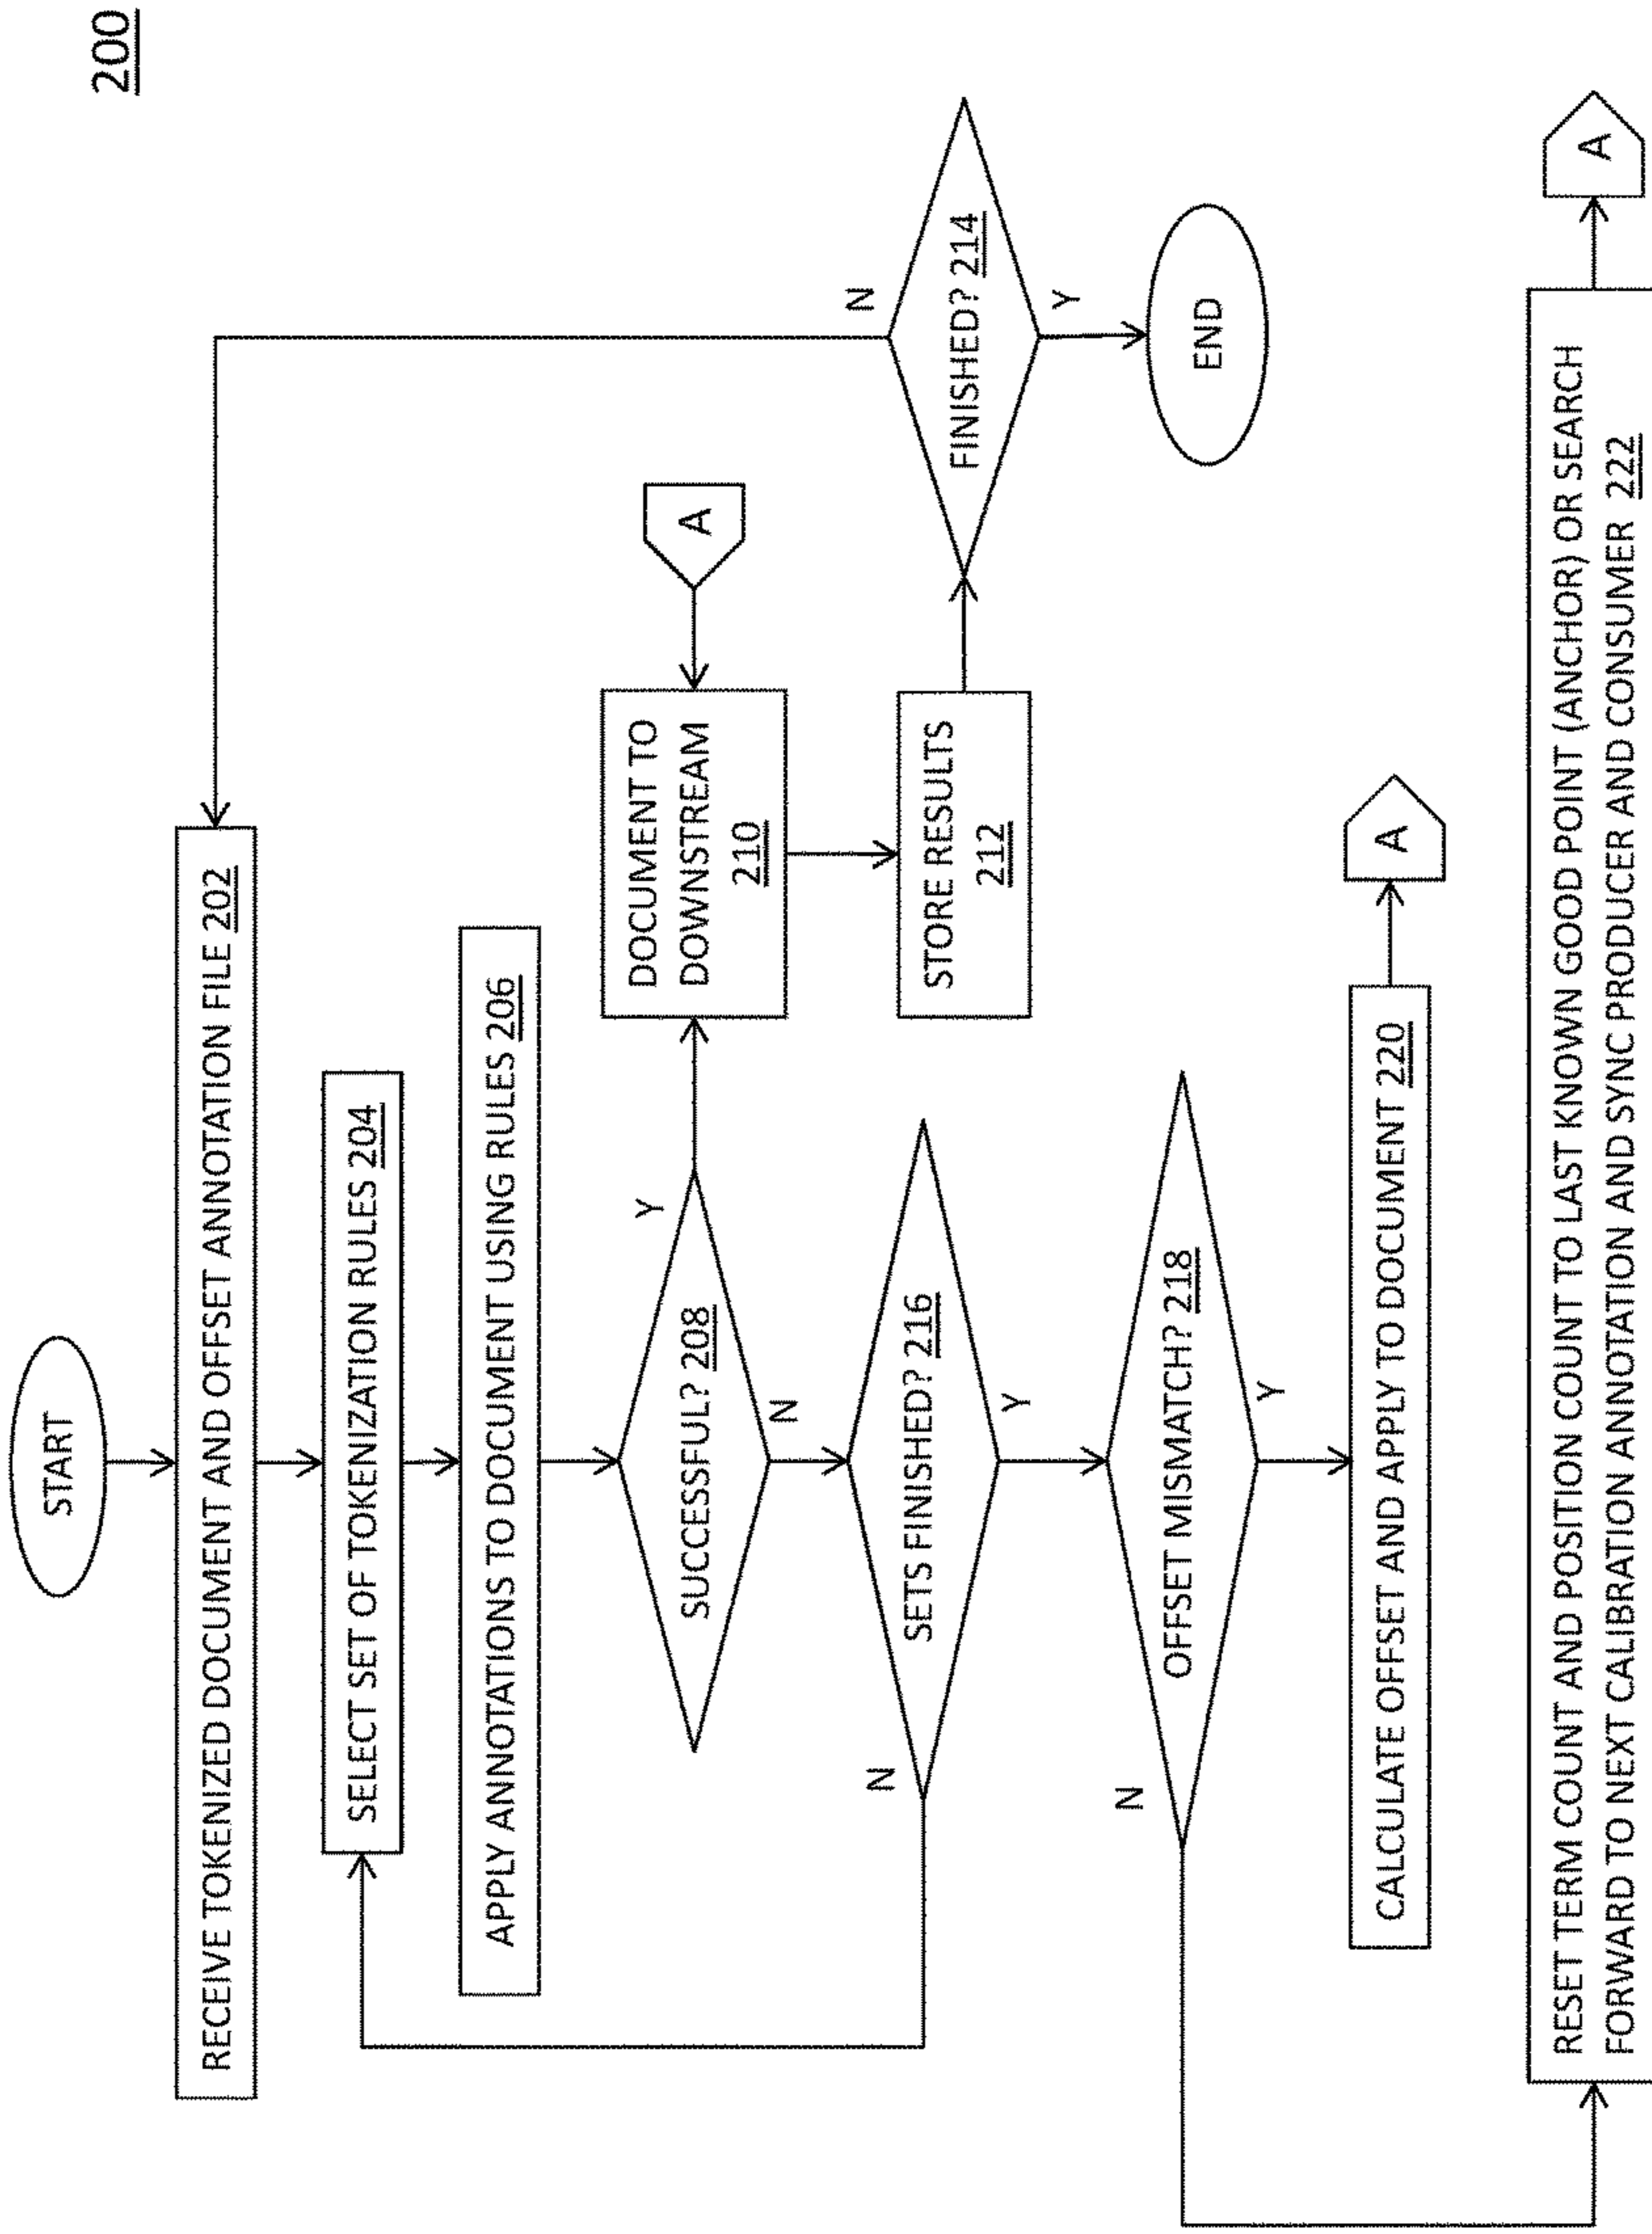 200
START
RECEIVE TOKENIZED DOCUMENT AND OFFSET ANNOTATION FILE 202
SELECT SET OF TOKENIZATION RULES 204
APPLY ANNOTATIONS TO DOCUMENT USING RULES 206
SUCCESSFUL? 208
Y
N
DOCUMENT TO
DOWNSTREAM
210
A
STORE RESULTS
212
FINISHED? 214
N
Y
END
SETS FINISHED? 216
N
Y
OFFSET MISMATCH? 218
N
Y
CALCULATE OFFSET AND APPLY TO DOCUMENT 220
A
RESET TERM COUNT AND POSITION COUNT TO LAST KNOWN GOOD POINT (ANCHOR) OR SEARCH
FORWARD TO NEXT CALIBRATION ANNOTATION AND SYNC PRODUCER AND CONSUMER 222
A